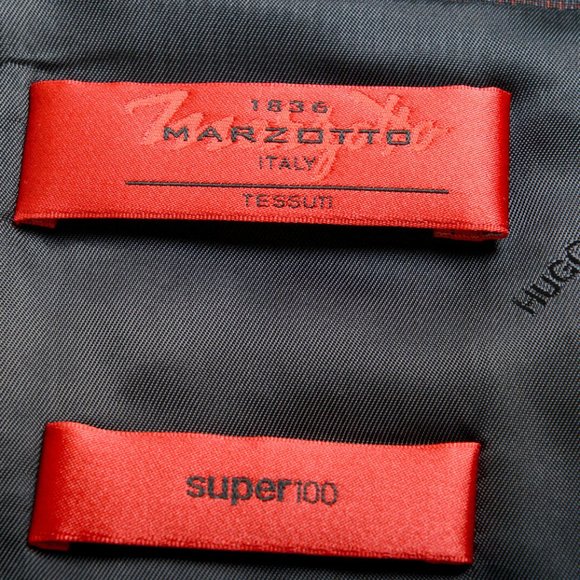 1836
MARZOTTO
ITALY
TESSUTI
HUGO
super100